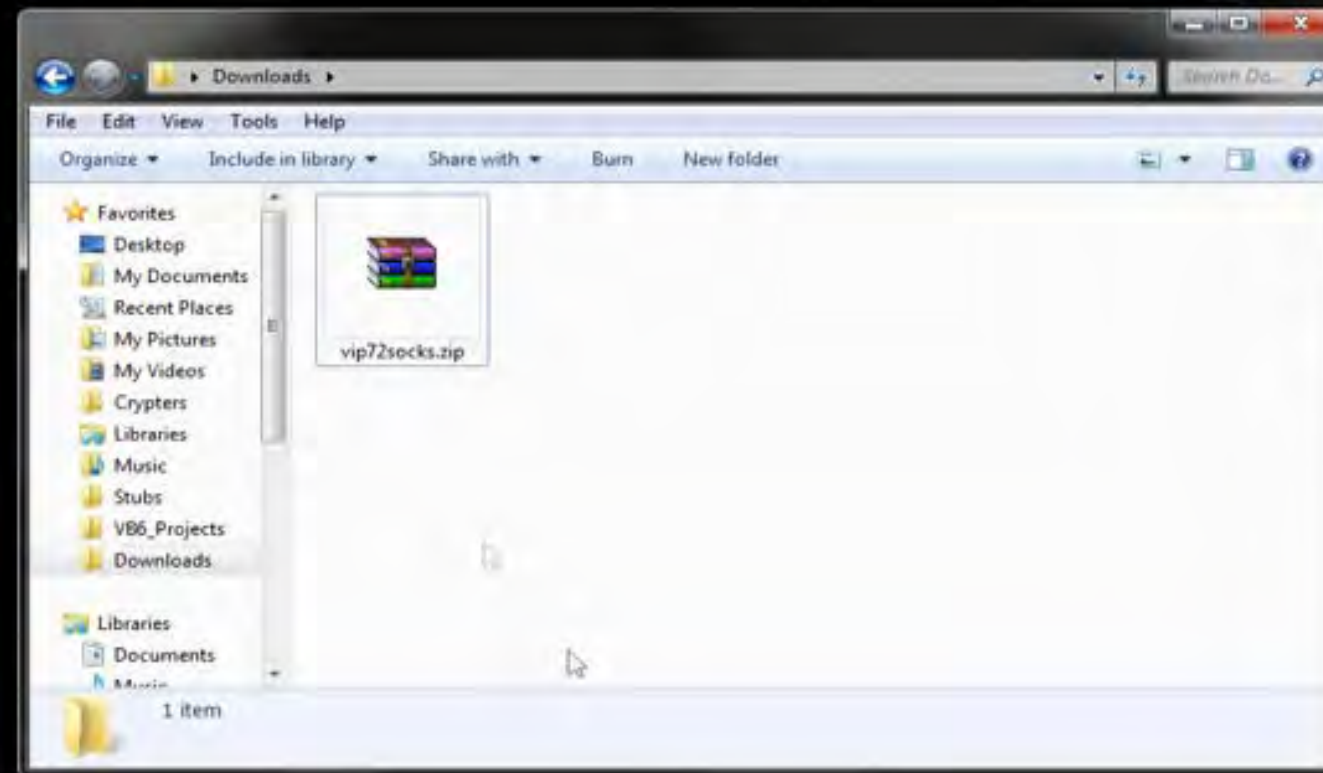 Downloads
File Edit View Tools Help
Organize Include in library Share with Burn New folder
Favorites
Desktop
My Documents
Recent Places
My Pictures
My Videos
Crypters
Libraries
Music
Stubs
VB6_Projects
Downloads
Libraries
Documents
Music
vip72socks.zip
1 item